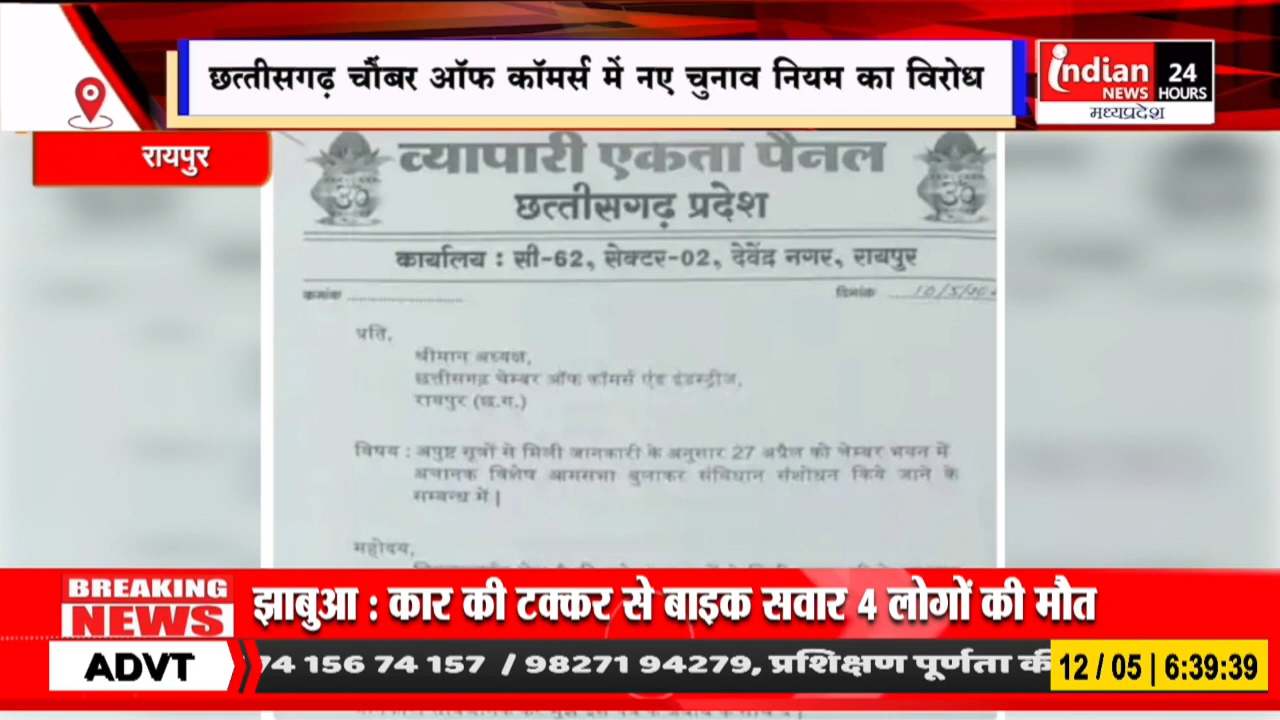 छत्तीसगढ़ चौंबर ऑफ कॉमर्स में नए चुनाव नियम का विरोध
indian
NEWS
24
HOURS
मध्यप्रदेश
रायपुर
व्यापारी एकता पैनल
छत्तीसगढ़ प्रदेश
कार्यालय : सी-62, सेक्टर-02, देवेंद्र नगर, रायपुर
क्रमांक
दिनांक 10/5/20
प्रति,
श्रीमान अध्यक्ष,
छत्तीसगढ़ चेम्बर ऑफ कॉमर्स एंड इंडस्ट्रीज,
रायपुर (छ.ग.)
विषय : अपुष्ट सूत्रों से मिली जानकारी के अनुसार 27 अप्रैल को चेम्बर भवन में
अचानक विशेष आमसभा बुलाकर संविधान संशोधन किये जाने के
सम्बन्ध में |
महोदय,
BREAKING
NEWS
झाबुआ : कार की टक्कर से बाइक सवार 4 लोगों की मौत
ADVT
74 156 74 157 / 98271 94279, प्रशिक्षण पूर्णता की
12 / 05 | 6:39:39